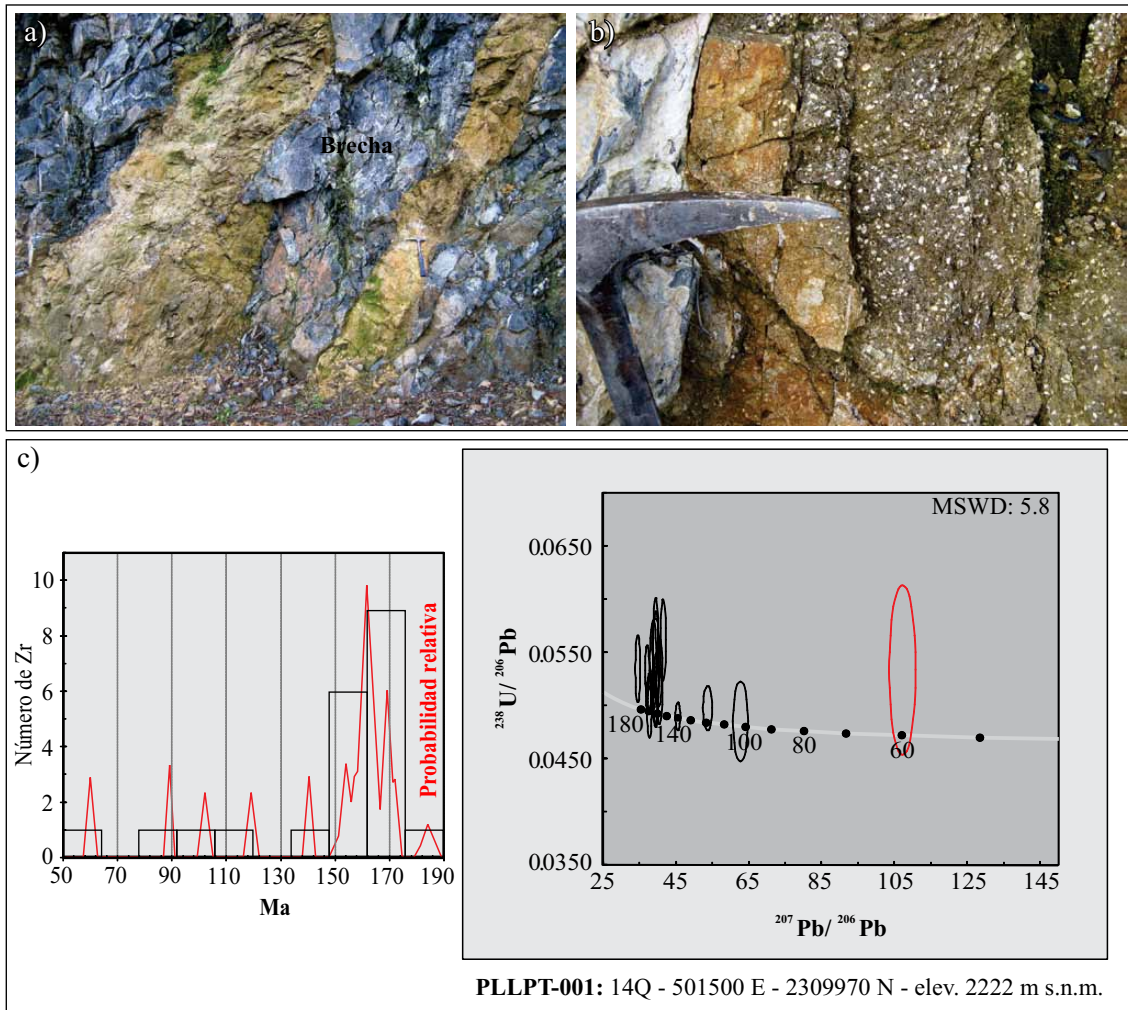 a)
Brecha
b)
c)
10
8
6
4
2
0
Número de Zr
50
70
90
110
130
150
170
190
Ma
Probabilidad relativa
MSWD: 5.8
0.0650
0.0550
0.0450
0.0350
²³⁸U/ ²⁰⁶Pb
180
140
100
80
60
25
45
65
85
105
145
²⁰⁷Pb/ ²⁰⁶Pb
PLLPT-001: 14Q - 501500 E - 2309970 N - elev. 2222 m s.n.m.